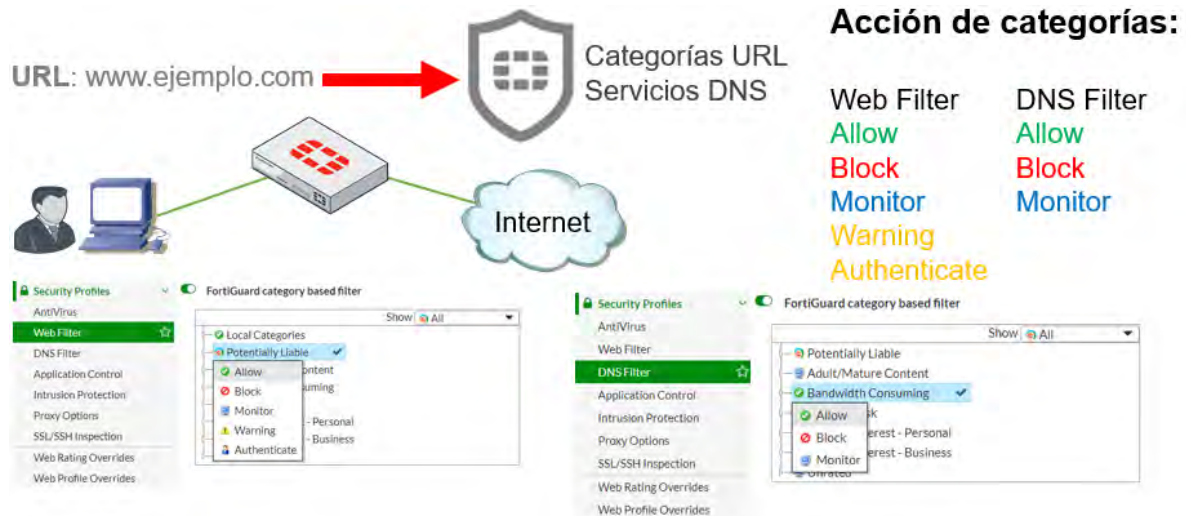 URL: www.ejemplo.com
Categorías URL
Servicios DNS
Internet
Acción de categorías:
Web Filter DNS Filter
Allow Allow
Block Block
Monitor Monitor
Warning
Authenticate
Security Profiles
AntiVirus
Web Filter
DNS Filter
Application Control
Intrusion Protection
Proxy Options
SSL/SSH Inspection
Web Rating Overrides
Web Profile Overrides
FortiGuard category based filter
Show All
Local Categories
Potentially Liable
Allow
Block
Monitor
- Personal
Warning
- Business
Authenticate
Security Profiles
AntiVirus
Web Filter
DNS Filter
Application Control
Intrusion Protection
Proxy Options
SSL/SSH Inspection
Web Rating Overrides
Web Profile Overrides
FortiGuard category based filter
Show All
Potentially Liable
Adult/Mature Content
Bandwidth Consuming
Allow
Block
erest - Personal
Monitor
erest - Business
Unrated